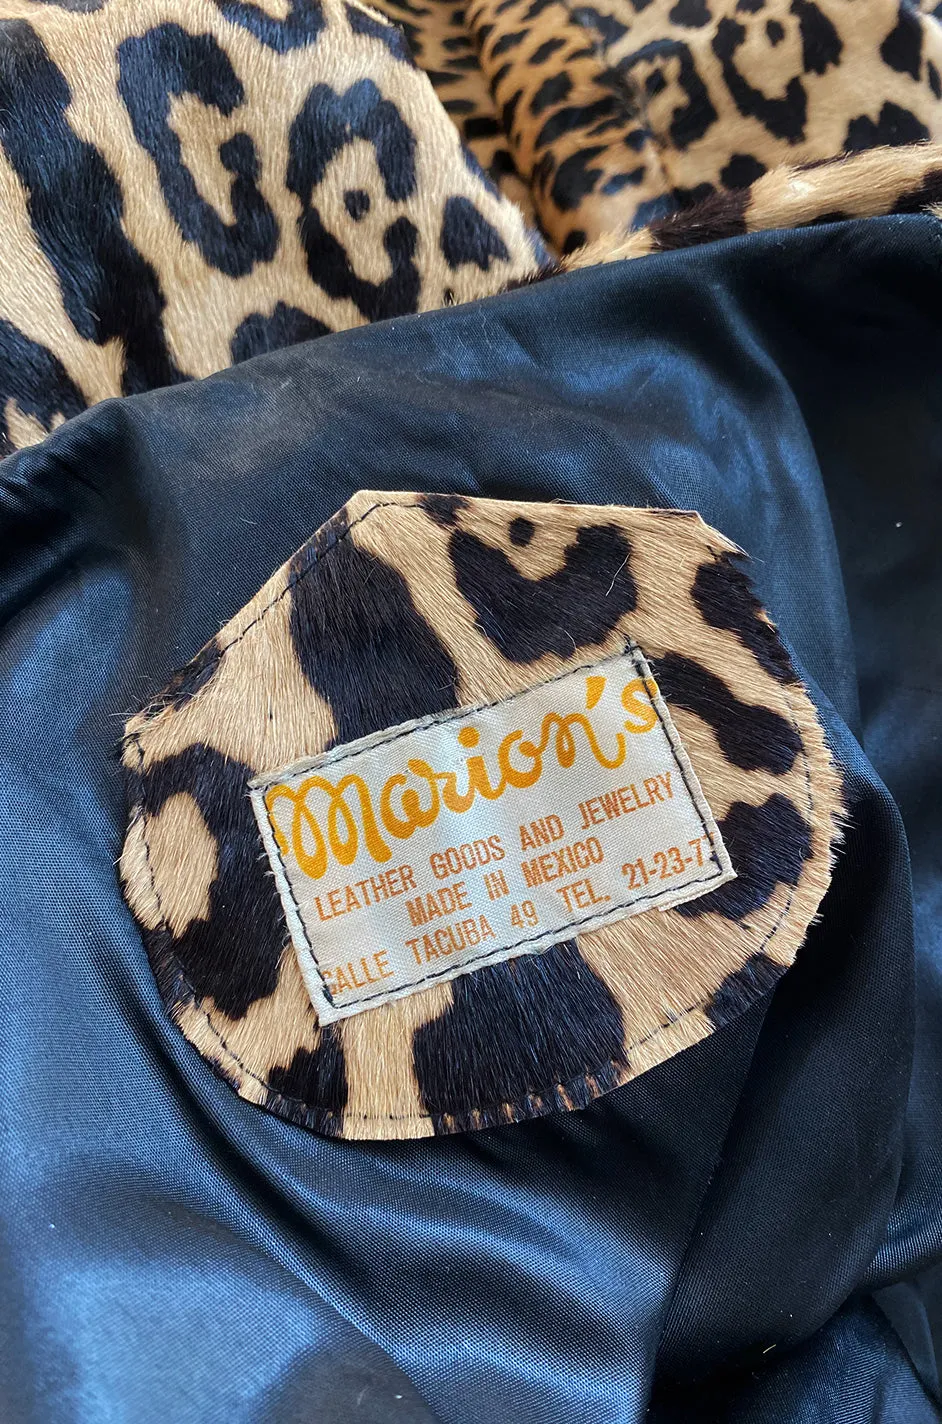 Marion's
LEATHER GOODS AND JEWELRY
MADE IN MEXICO
CALLE TACUBA 49 TEL. 21-23-7